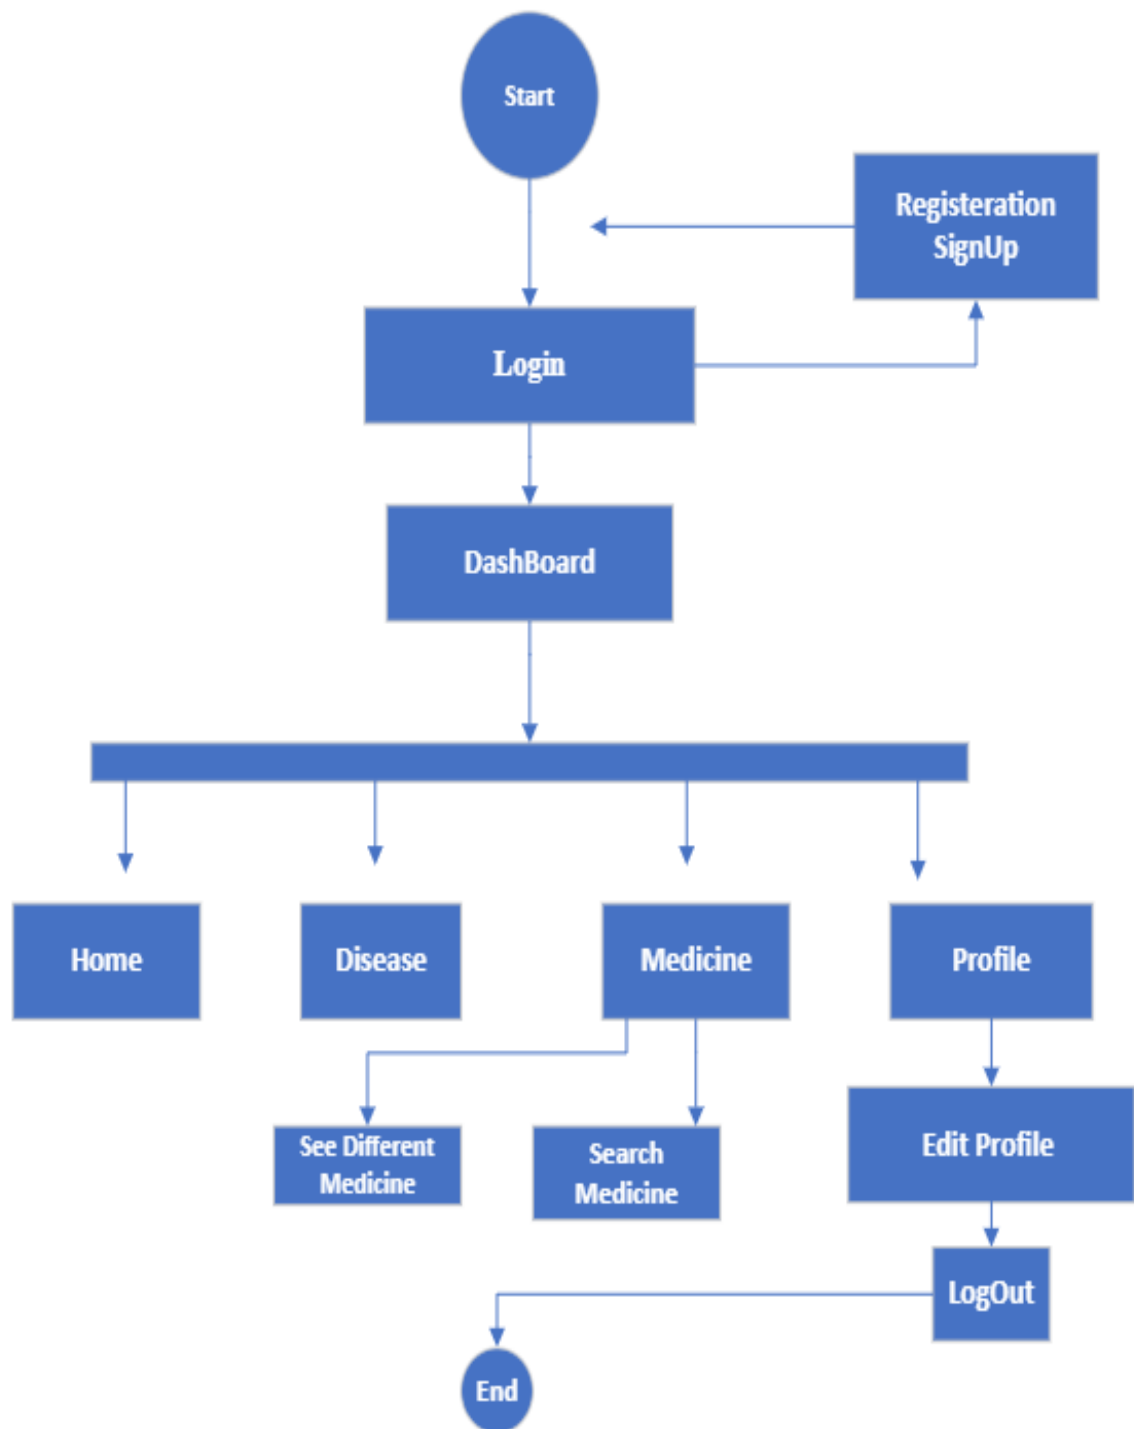 Start
Registeration
SignUp
Login
DashBoard
Home
Disease
Medicine
Profile
See Different
Medicine
Search
Medicine
Edit Profile
LogOut
End